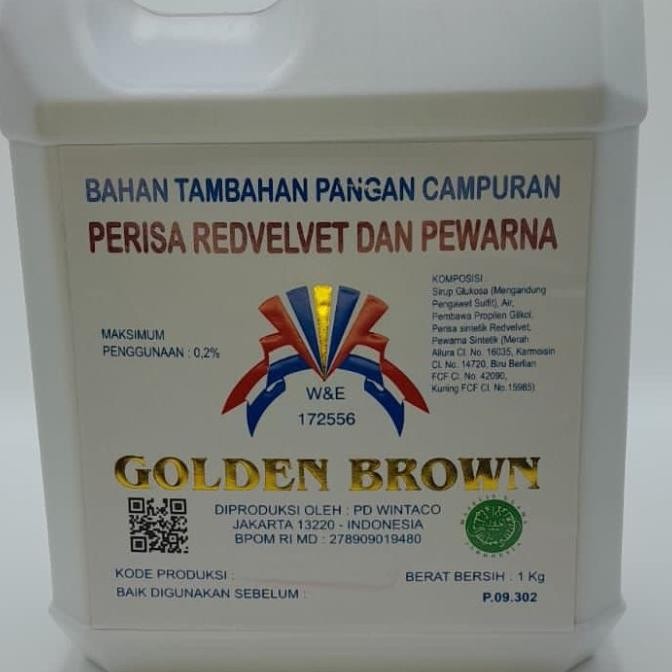 BAHAN TAMBAHAN PANGAN CAMPURAN
PERISA REDVELVET DAN PEWARNA
KOMPOSISI
Sirup Glukosa (Mengandung
Pengawet Sulfit), Air,
Pembawa Propilen Glikol,
Perisa sintetik Redvelvet,
Pewarna Sintetik (Merah
Allura CI. No. 16035, Karmoisin
CI. No. 14720, Biru Berlian
FCF CI. No. 42090,
Kuning FCF CI. No.15985)
MAKSIMUM
PENGGUNAAN : 0,2%
W&E
172556
GOLDEN BROWN
DIPRODUKSI OLEH : PD WINTACO
JAKARTA 13220 - INDONESIA
BPOM RI MD : 278909019480
MAJELIS ULAMA
INDONESIA
KODE PRODUKSI :
BERAT BERSIH : 1 Kg
BAIK DIGUNAKAN SEBELUM :
P.09.302